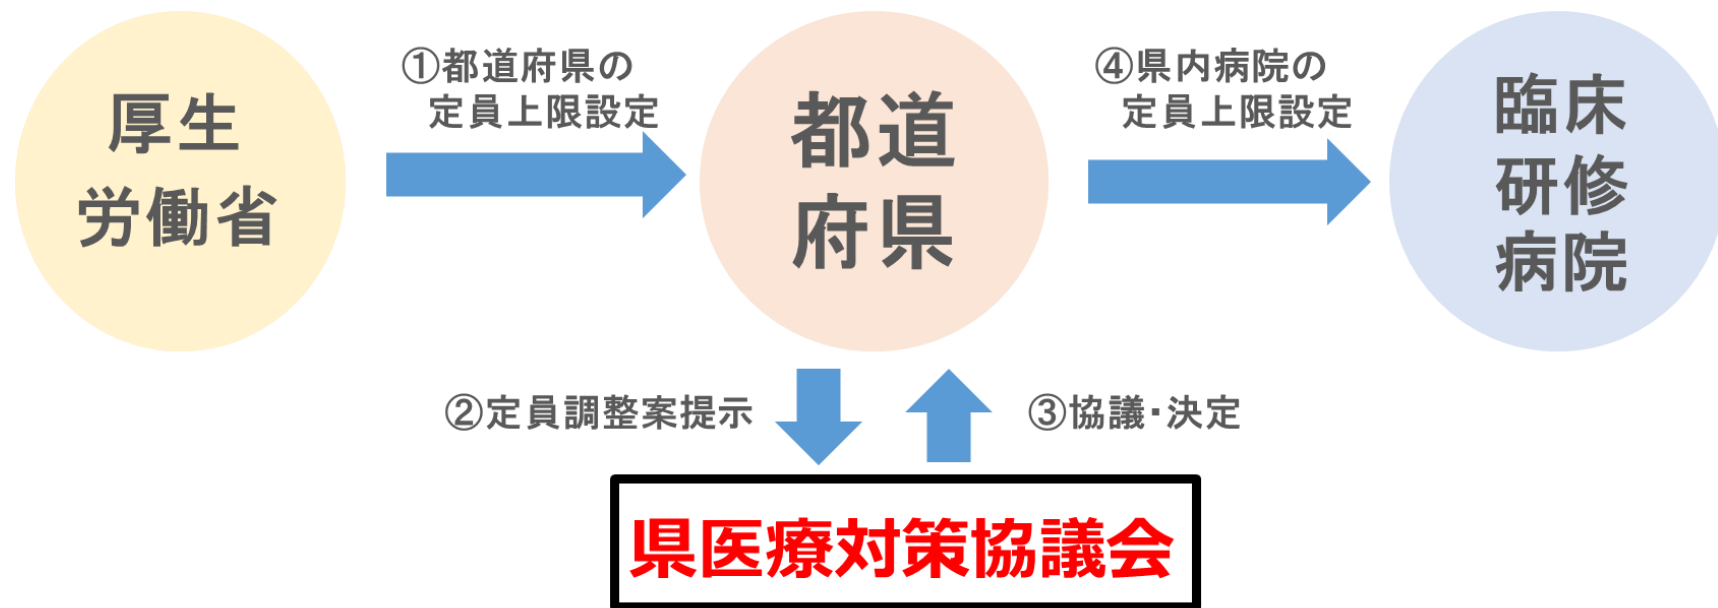 厚生
労働省
①都道府県の
定員上限設定
都道
府県
④県内病院の
定員上限設定
臨床
研修
病院
②定員調整案提示
③協議・決定
県医療対策協議会